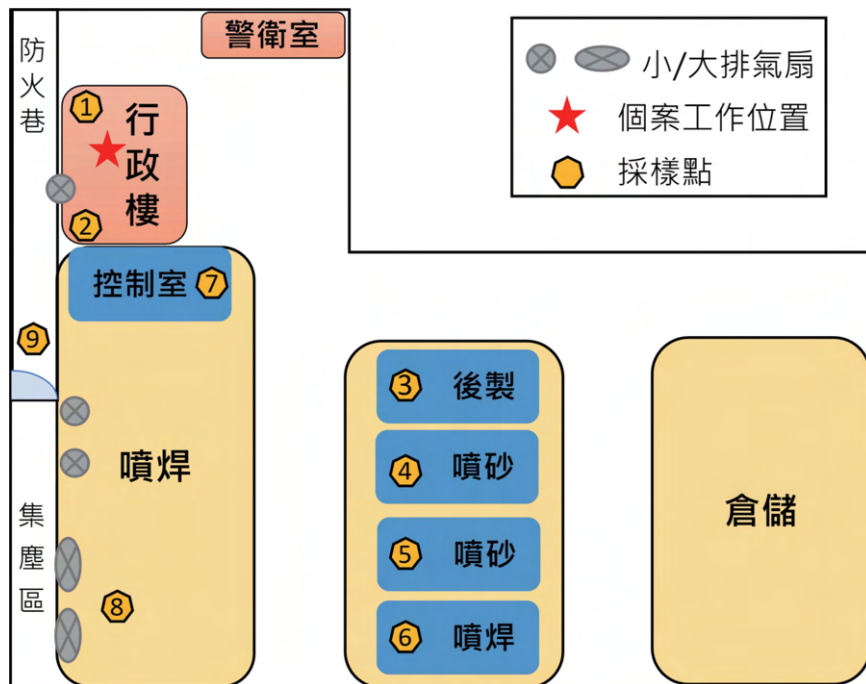 防火巷
警衛室
小/大排氣扇
個案工作位置
採樣點
1
行政樓
2
控制室 7
9
3 後製
噴焊
4 噴砂
倉儲
集塵區
5 噴砂
8
6 噴焊